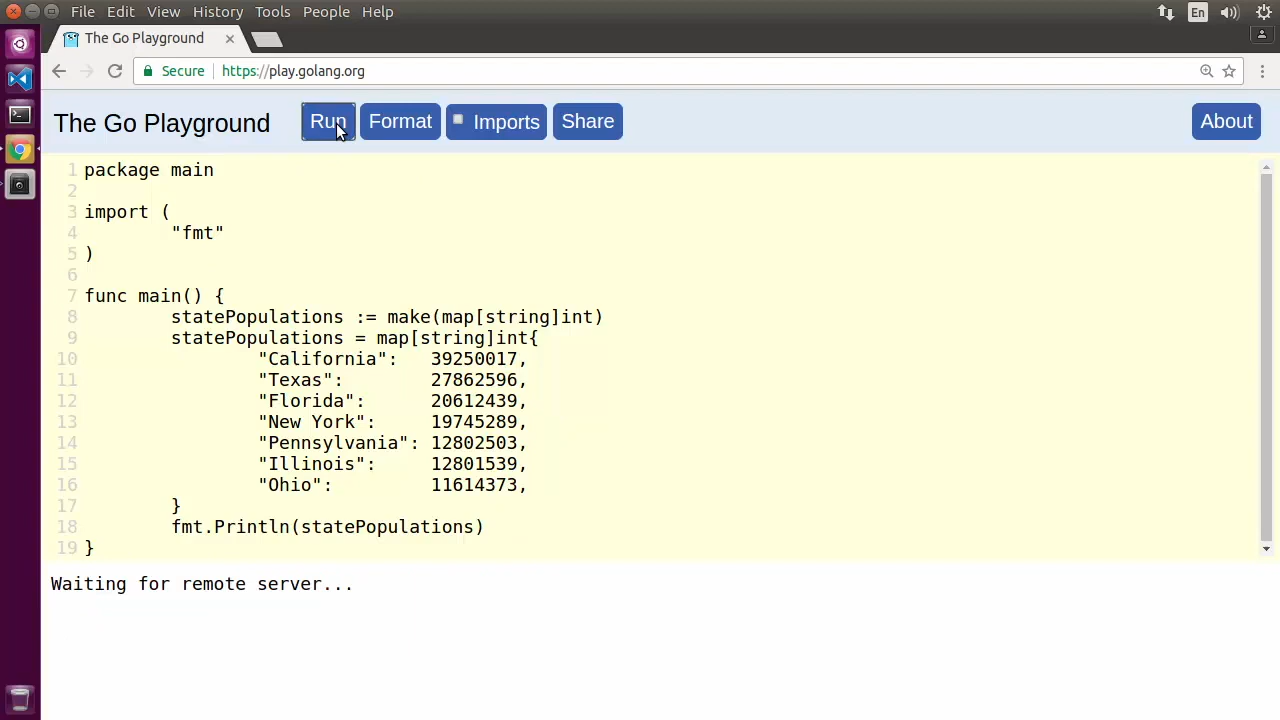 File Edit View History Tools People Help
En
The Go Playground
Secure https://play.golang.org
The Go Playground Run Format Imports Share About
1 package main
2
3 import (
4 "fmt"
5 )
6
7 func main() {
8 statePopulations := make(map[string]int)
9 statePopulations = map[string]int{
10 "California": 39250017,
11 "Texas": 27862596,
12 "Florida": 20612439,
13 "New York": 19745289,
14 "Pennsylvania": 12802503,
15 "Illinois": 12801539,
16 "Ohio": 11614373,
17 }
18 fmt.Println(statePopulations)
19 }
Waiting for remote server...